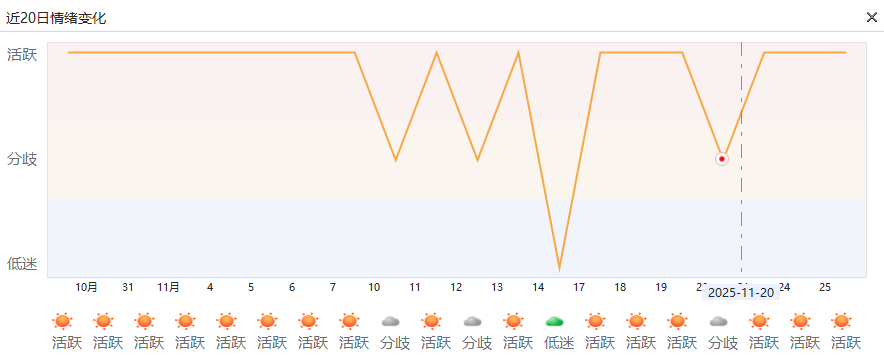 近20日情绪变化 ×
活跃
分歧
低迷
10月 31 11月 4 5 6 7 10 11 12 13 14 17 18 19 2025-11-20 24 25
活跃 活跃 活跃 活跃 活跃 活跃 活跃 活跃 分歧 活跃 分歧 活跃 低迷 活跃 活跃 活跃 分歧 活跃 活跃 活跃